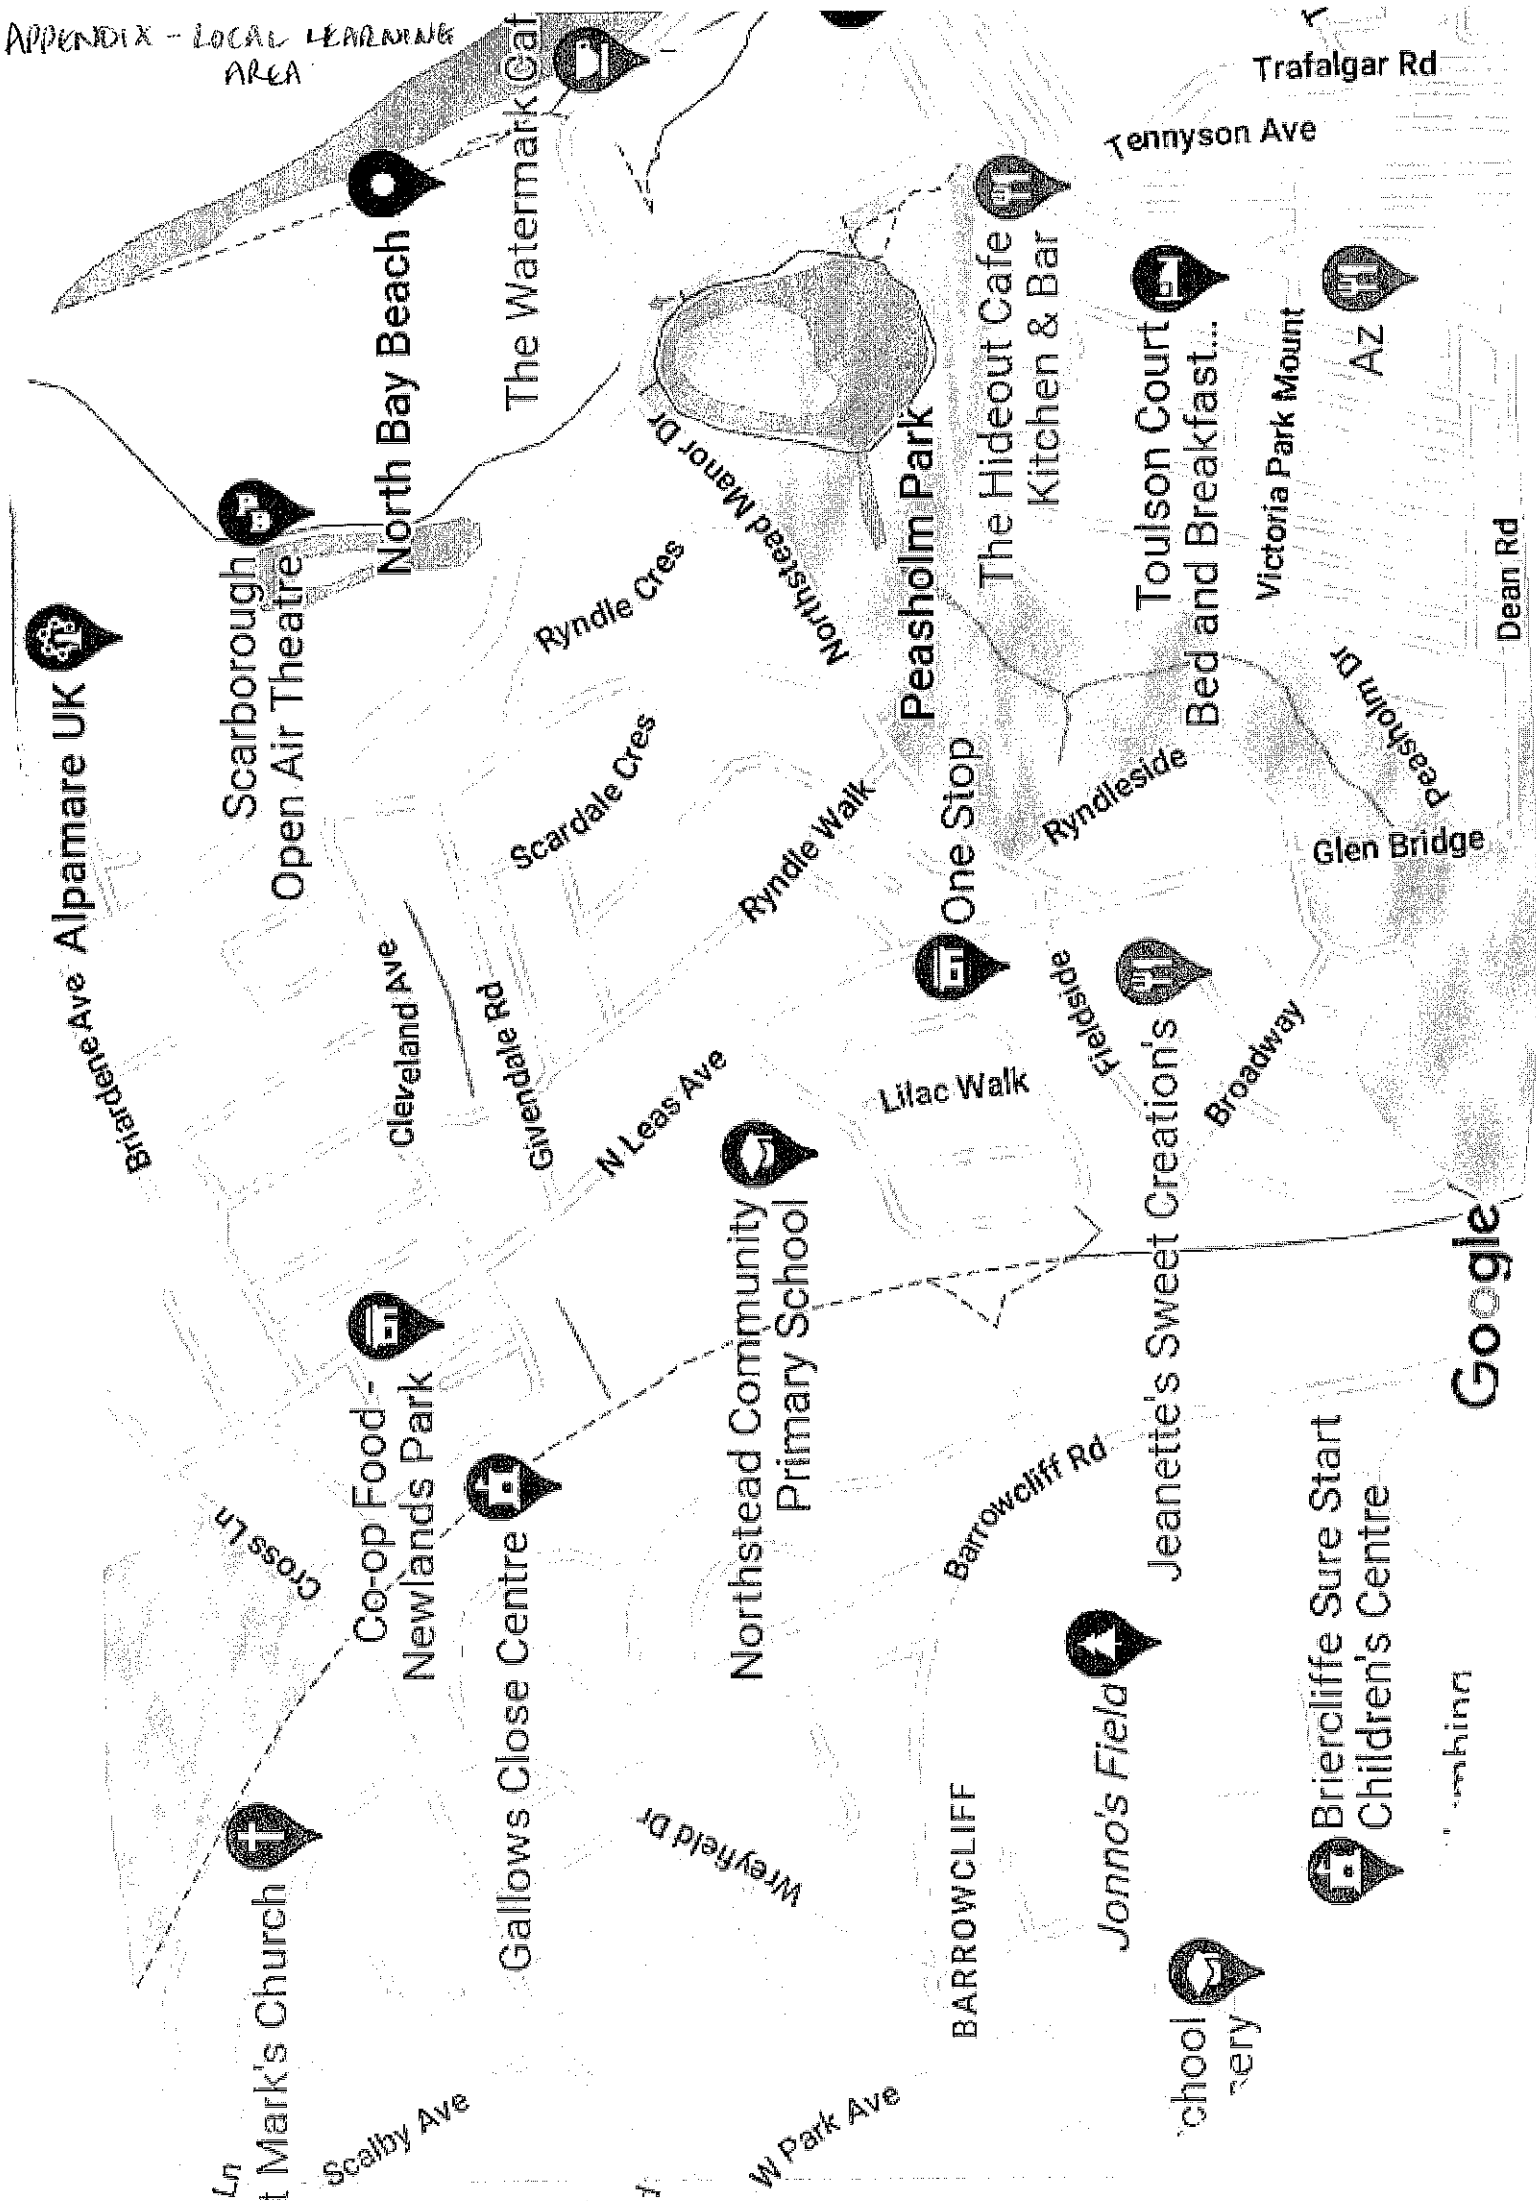 APPENDIX - LOCAL LEARNING
AREA
Alpamare UK
Briardene Ave
Scarborough
Open Air Theatre
North Bay Beach
The Watermark Caf
Cross Ln
Co-op Food -
Newlands Park
Cleveland Ave
Givendale Rd
Scardale Cres
Ryndle Cres
Northstead Manor Dr
Ln
t Mark's Church
Scalby Ave
Gallows Close Centre
N Leas Ave
Ryndle Walk
Peasholm Park
Northstead Community
Primary School
Wreyfield Dr
W Park Ave
Lilac Walk
One Stop
The Hideout Cafe
Kitchen & Bar
Tennyson Ave
Trafalgar Rd
BARROWCLIFF
Barrowcliff Rd
Fieldside
Ryndleside
Toulson Court
Bed and Breakfast...
Jonno's Field
Jeanette's Sweet Creation's
Broadway
Victoria Park Mount
Az
chool
ery
Briercliffe Sure Start
Children's Centre
Glen Bridge
Peasholm Dr
Dean Rd
Google